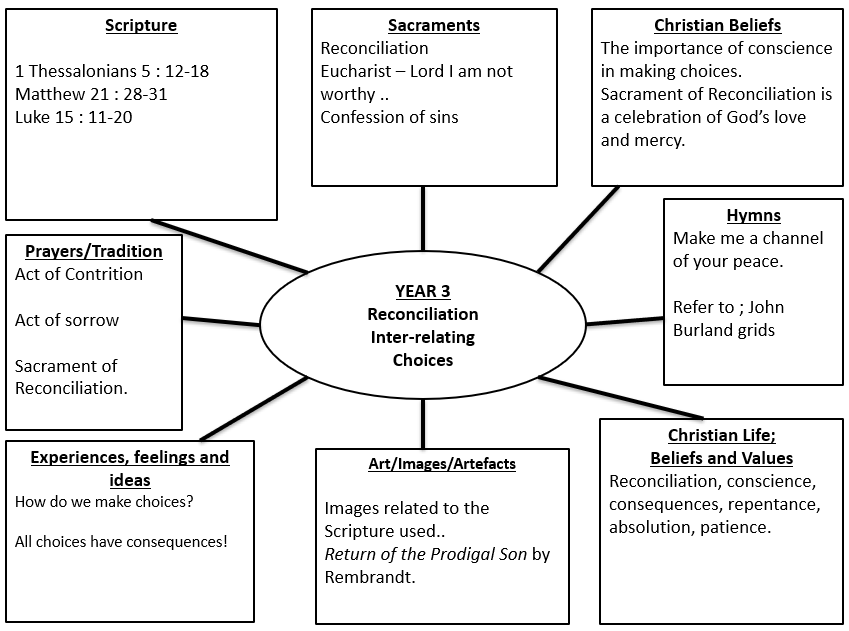 Scripture
1 Thessalonians 5 : 12-18
Matthew 21 : 28-31
Luke 15 : 11-20
Sacraments
Reconciliation
Eucharist – Lord I am not
worthy ..
Confession of sins
Christian Beliefs
The importance of conscience
in making choices.
Sacrament of Reconciliation is
a celebration of God’s love
and mercy.
Prayers/Tradition
Act of Contrition
Act of sorrow
Sacrament of
Reconciliation.
YEAR 3
Reconciliation
Inter-relating
Choices
Hymns
Make me a channel
of your peace.
Refer to ; John
Burland grids
Experiences, feelings and
ideas
How do we make choices?
All choices have consequences!
Art/Images/Artefacts
Images related to the
Scripture used..
Return of the Prodigal Son by
Rembrandt.
Christian Life;
Beliefs and Values
Reconciliation, conscience,
consequences, repentance,
absolution, patience.